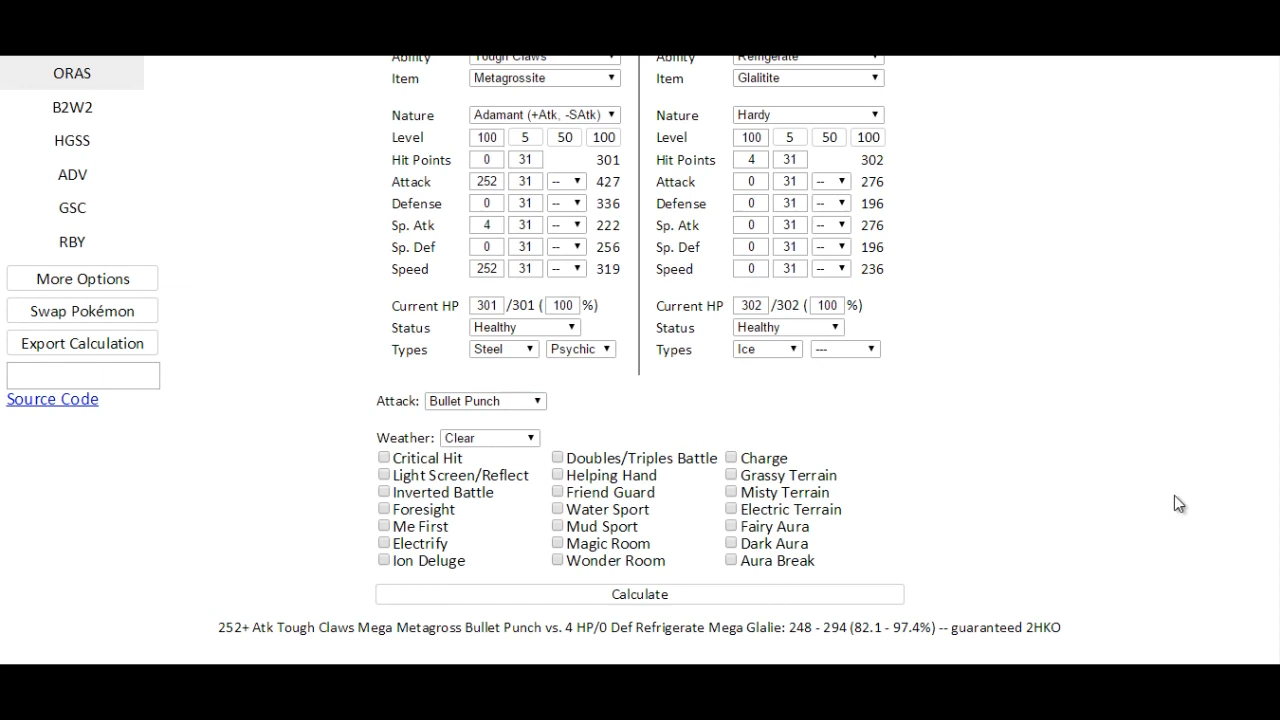 Ability Tough Claws Ability Refrigerate
ORAS
Item Metagrossite Item Glalitite
B2W2
Nature Adamant (+Atk, -SAtk) Nature Hardy
HGSS
Level 100 5 50 100 Level 100 5 50 100
Hit Points 0 31 301 Hit Points 4 31 302
ADV
Attack 252 31 -- 427 Attack 0 31 -- 276
GSC
Defense 0 31 -- 336 Defense 0 31 -- 196
Sp. Atk 4 31 -- 222 Sp. Atk 0 31 -- 276
RBY
Sp. Def 0 31 -- 256 Sp. Def 0 31 -- 196
Speed 252 31 -- 319 Speed 0 31 -- 236
More Options
Current HP 301 /301 ( 100 %) Current HP 302 /302 ( 100 %)
Swap Pokémon
Status Healthy Status Healthy
Export Calculation
Types Steel Psychic Types Ice ---
Source Code
Attack: Bullet Punch
Weather: Clear
Critical Hit Doubles/Triples Battle Charge
Light Screen/Reflect Helping Hand Grassy Terrain
Inverted Battle Friend Guard Misty Terrain
Foresight Water Sport Electric Terrain
Me First Mud Sport Fairy Aura
Electrify Magic Room Dark Aura
Ion Deluge Wonder Room Aura Break
Calculate
252+ Atk Tough Claws Mega Metagross Bullet Punch vs. 4 HP/0 Def Refrigerate Mega Glalie: 248 - 294 (82.1 - 97.4%) -- guaranteed 2HKO